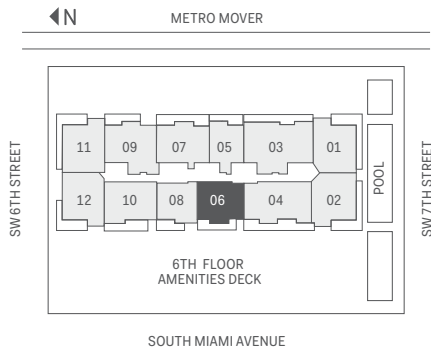 N
METRO MOVER
SW 6TH STREET
11 09 07 05 03 01
POOL
SW 7TH STREET
12 10 08 06 04 02
6TH FLOOR
AMENITIES DECK
SOUTH MIAMI AVENUE